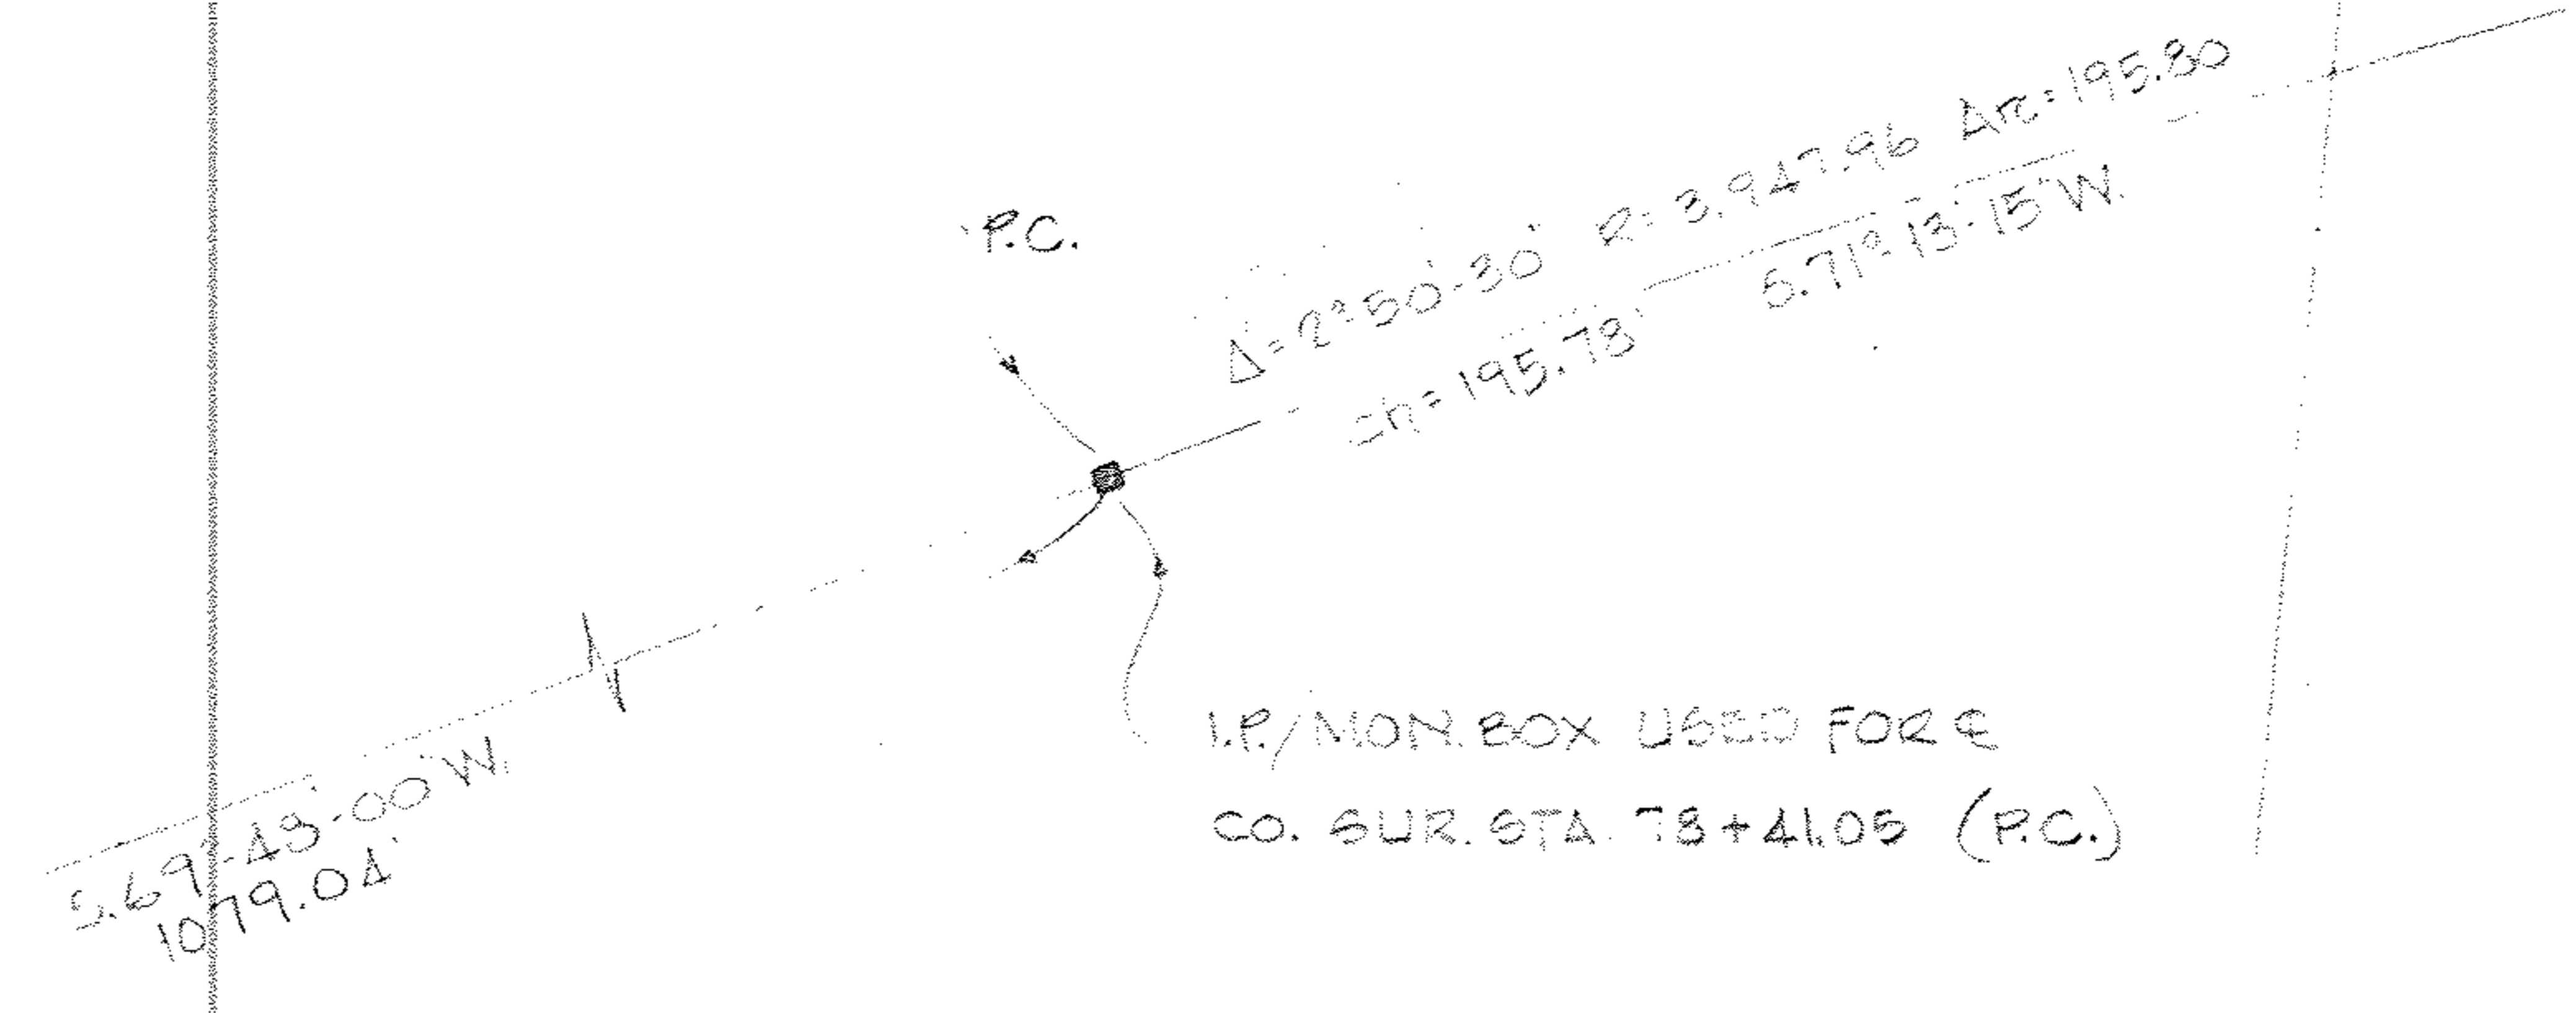 P.C.
Δ=2°50'-30" R=3,947.96 Arc=195.80
ch=195.78' S.71°-13'-15"W.
S.69°-48'-00"W.
1079.04'
I.P./MON. BOX USED FOR ℄
CO. SUR. STA. 78+41.05 (P.C.)